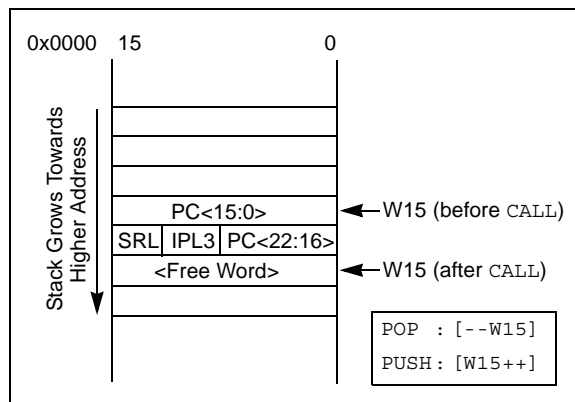 0x0000 15 0
Stack Grows Towards
Higher Address
PC<15:0>
W15 (before CALL)
SRL IPL3 PC<22:16>
<Free Word>
W15 (after CALL)
POP : [--W15]
PUSH : [W15++]